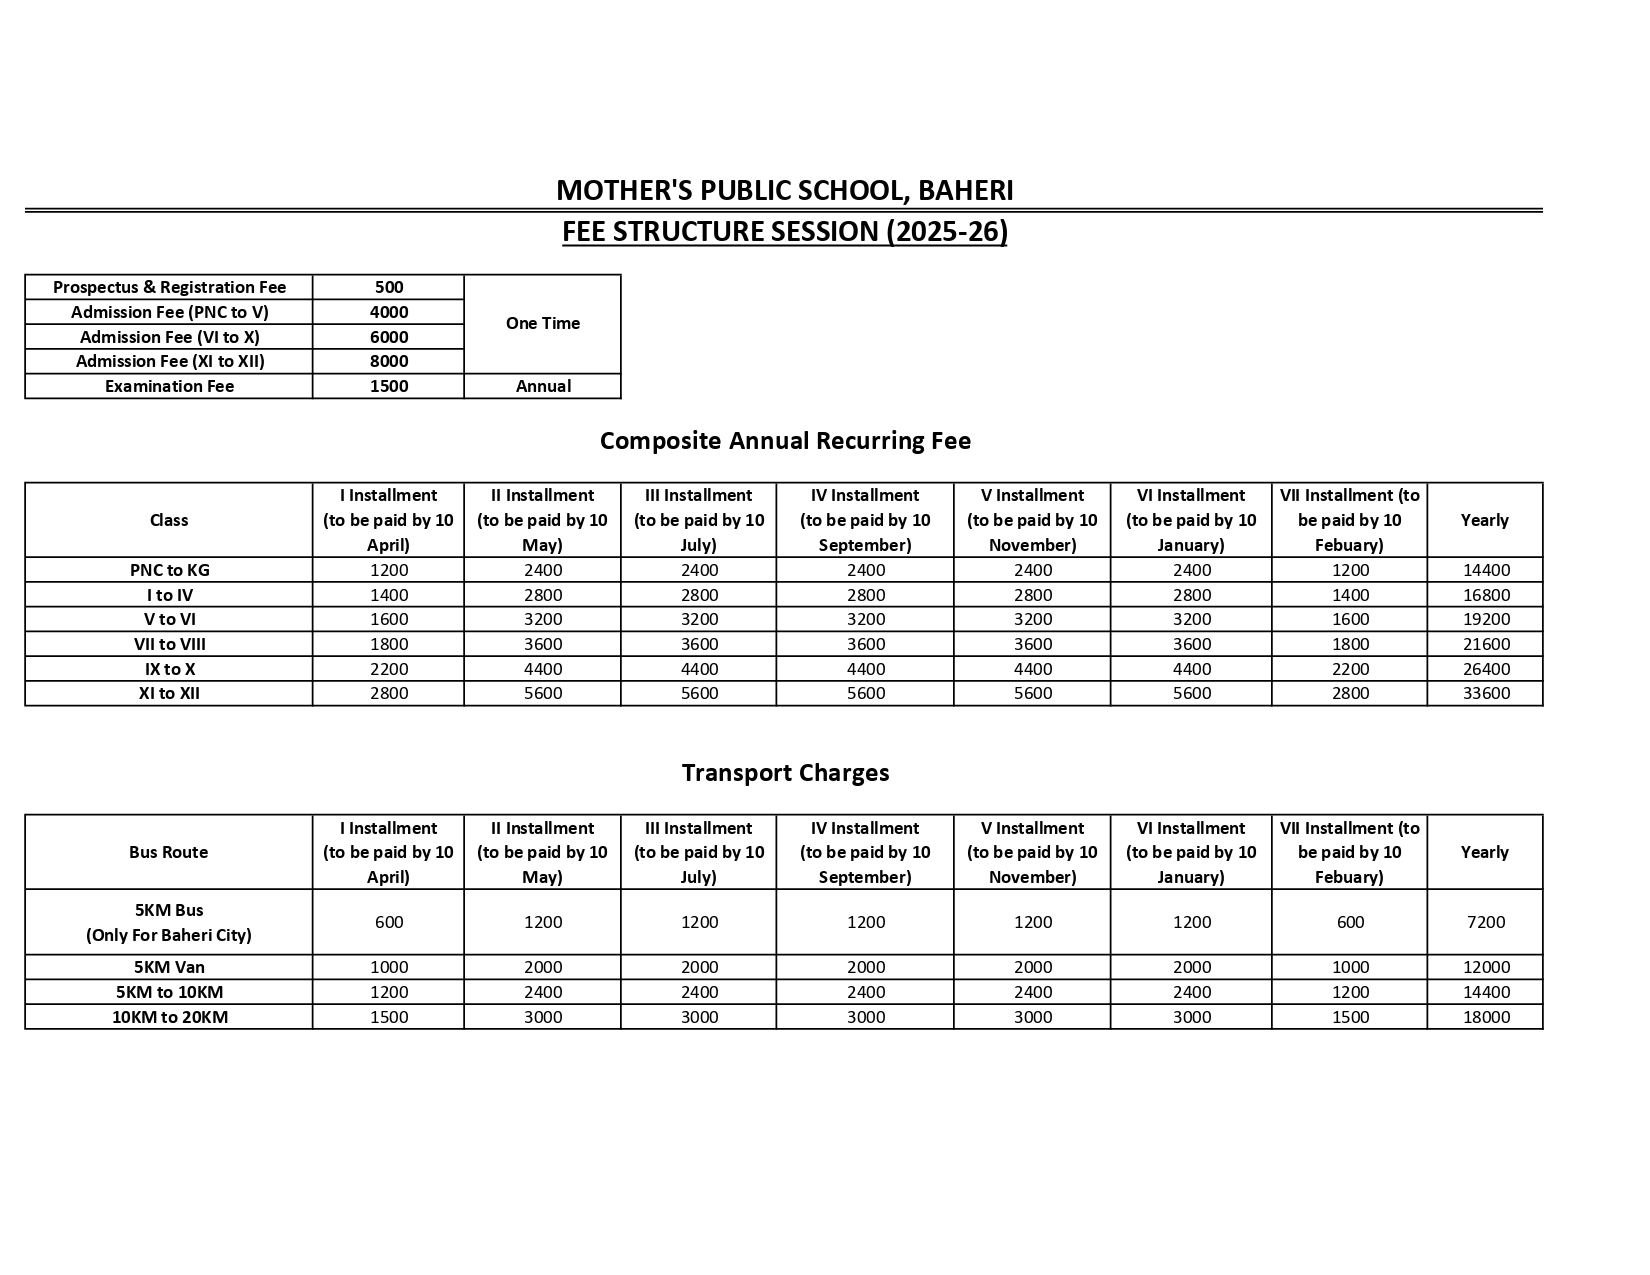 MOTHER'S PUBLIC SCHOOL, BAHERI
FEE STRUCTURE SESSION (2025-26)
Prospectus & Registration Fee 500
Admission Fee (PNC to V) 4000
One Time
Admission Fee (VI to X) 6000
Admission Fee (XI to XII) 8000
Examination Fee 1500 Annual
Composite Annual Recurring Fee
Class
I Installment
(to be paid by 10
April)
II Installment
(to be paid by 10
May)
III Installment
(to be paid by 10
July)
IV Installment
(to be paid by 10
September)
V Installment
(to be paid by 10
November)
VI Installment
(to be paid by 10
January)
VII Installment (to
be paid by 10
Febuary)
Yearly
PNC to KG 1200 2400 2400 2400 2400 2400 1200 14400
I to IV 1400 2800 2800 2800 2800 2800 1400 16800
V to VI 1600 3200 3200 3200 3200 3200 1600 19200
VII to VIII 1800 3600 3600 3600 3600 3600 1800 21600
IX to X 2200 4400 4400 4400 4400 4400 2200 26400
XI to XII 2800 5600 5600 5600 5600 5600 2800 33600
Transport Charges
Bus Route
I Installment
(to be paid by 10
April)
II Installment
(to be paid by 10
May)
III Installment
(to be paid by 10
July)
IV Installment
(to be paid by 10
September)
V Installment
(to be paid by 10
November)
VI Installment
(to be paid by 10
January)
VII Installment (to
be paid by 10
Febuary)
Yearly
5KM Bus
(Only For Baheri City)
600 1200 1200 1200 1200 1200 600 7200
5KM Van 1000 2000 2000 2000 2000 2000 1000 12000
5KM to 10KM 1200 2400 2400 2400 2400 2400 1200 14400
10KM to 20KM 1500 3000 3000 3000 3000 3000 1500 18000